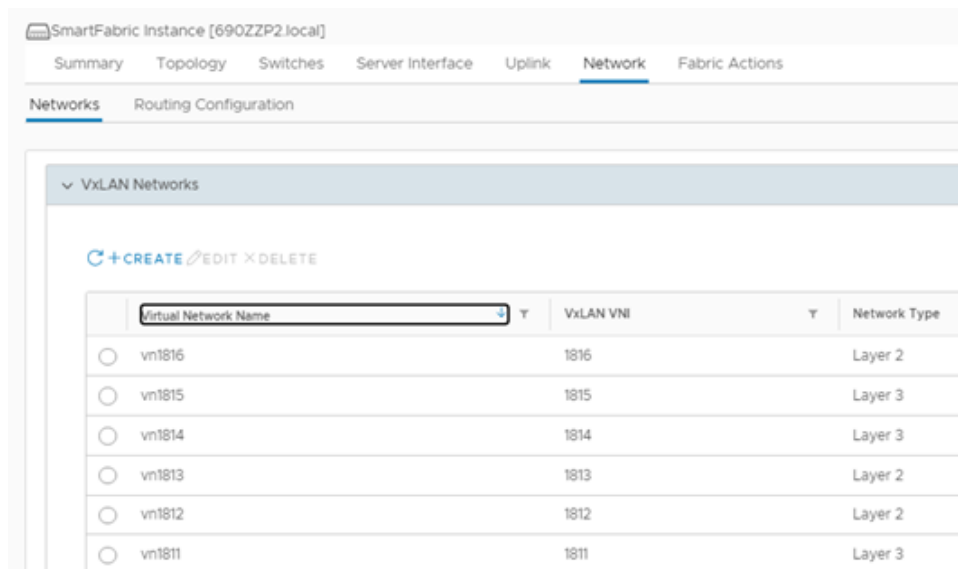 SmartFabric Instance [690ZZP2.local]
Summary Topology Switches Server Interface Uplink Network Fabric Actions
Networks Routing Configuration
VxLAN Networks
+CREATE EDIT ×DELETE
Virtual Network Name VxLAN VNI Network Type
vn1816 1816 Layer 2
vn1815 1815 Layer 3
vn1814 1814 Layer 3
vn1813 1813 Layer 2
vn1812 1812 Layer 2
vn1811 1811 Layer 3